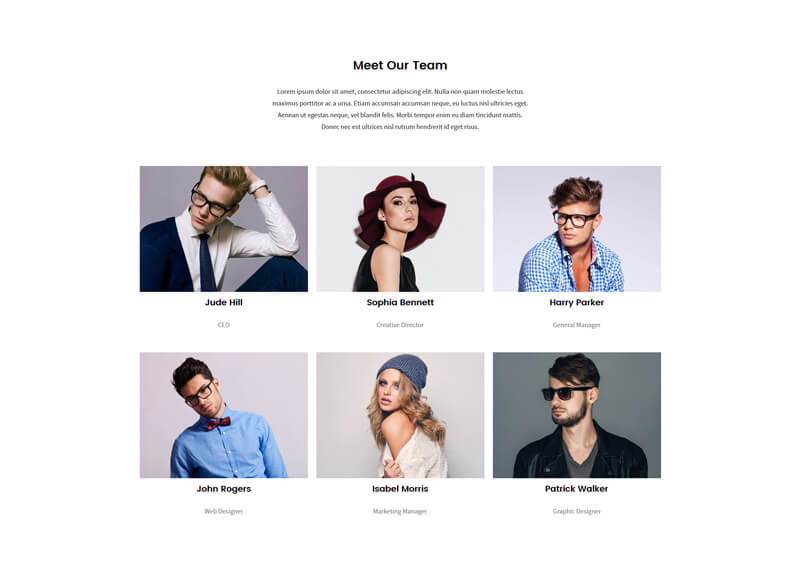 Meet Our Team
Lorem ipsum dolor sit amet, consectetur adipiscing elit. Nulla non quam molestie lectus
maximus porttitor ac a urna. Etiam accumsan accumsan neque, eu luctus nisl ultricies eget.
Aenean ut egestas neque, vel blandit felis. Morbi tempor enim eu diam tincidunt mattis.
Donec nec est ultrices nisl rutrum hendrerit id eget risus.
Jude Hill
CEO
Sophia Bennett
Creative Director
Harry Parker
General Manager
John Rogers
Web Designer
Isabel Morris
Marketing Manager
Patrick Walker
Graphic Designer